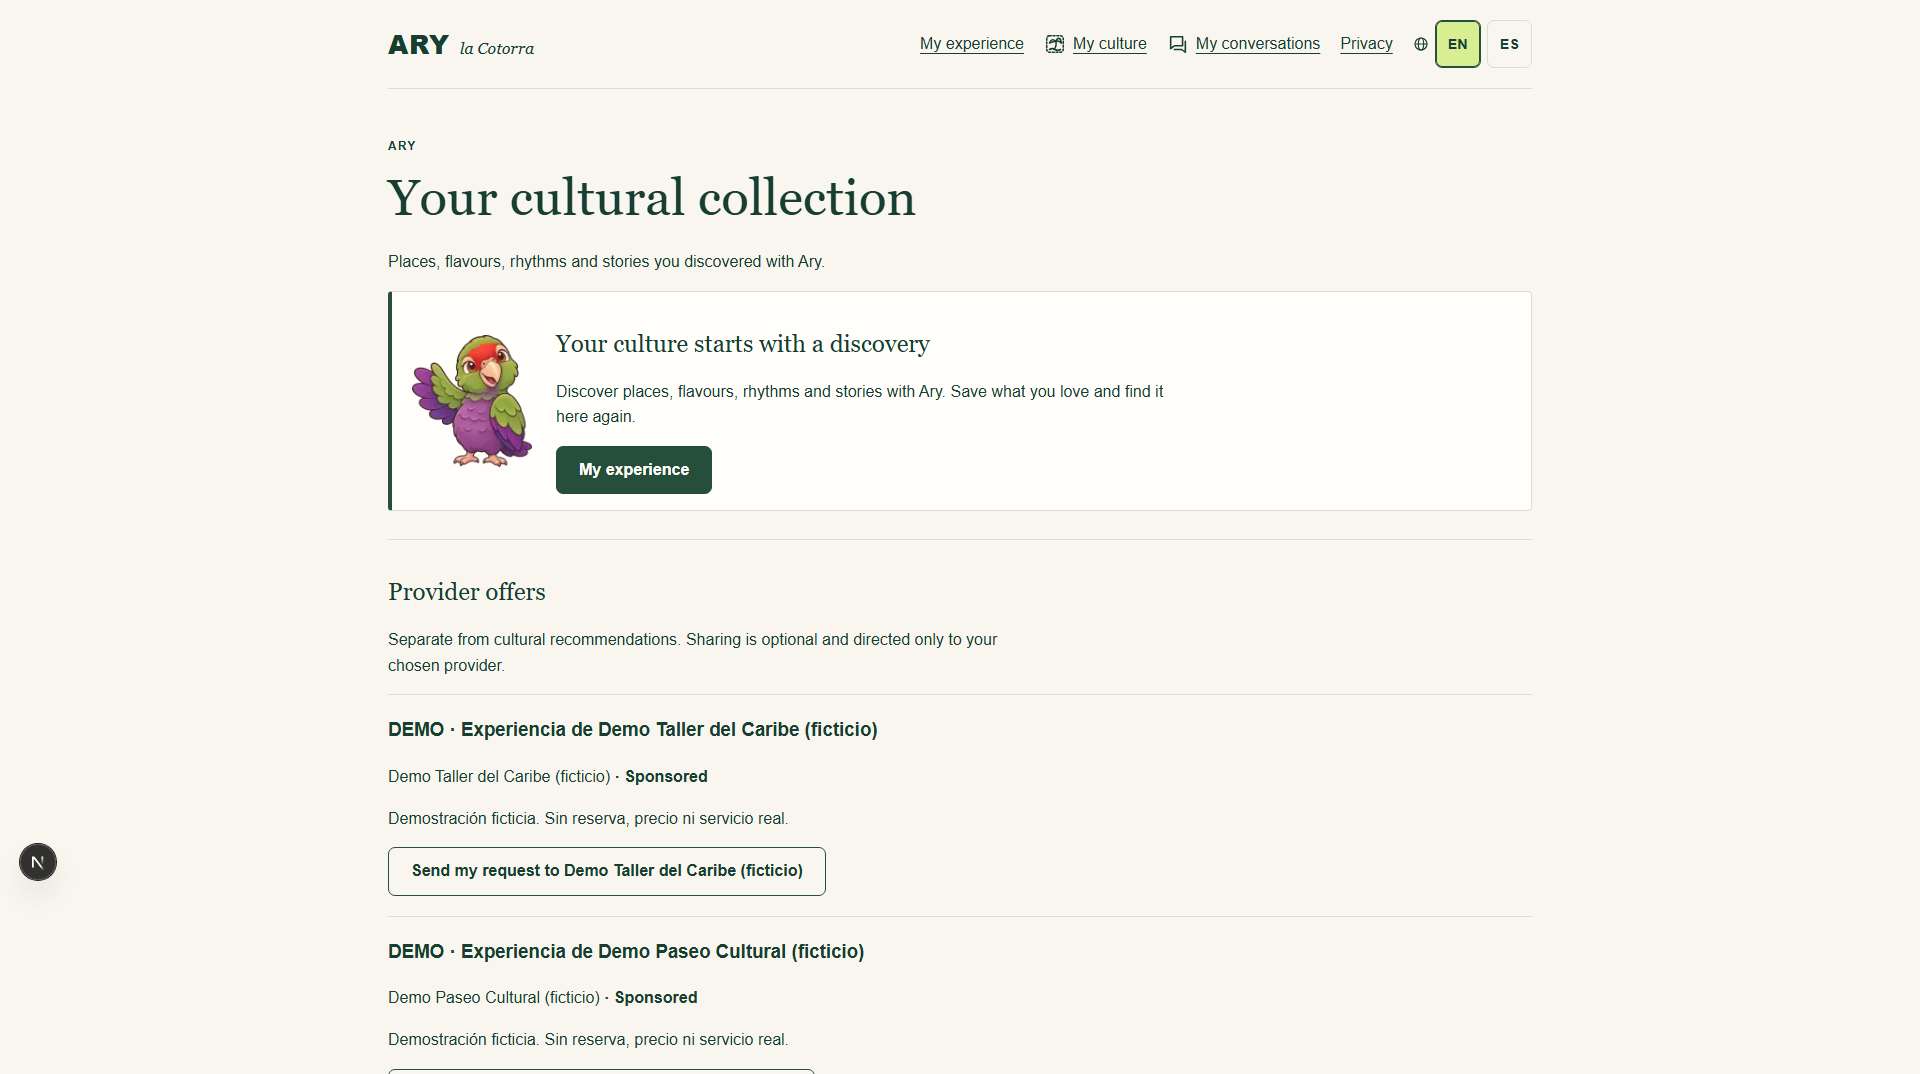 ARY la Cotorra
My experience
My culture
My conversations
Privacy
EN
ES
ARY
Your cultural collection
Places, flavours, rhythms and stories you discovered with Ary.
Your culture starts with a discovery
Discover places, flavours, rhythms and stories with Ary. Save what you love and find it
here again.
My experience
Provider offers
Separate from cultural recommendations. Sharing is optional and directed only to your
chosen provider.
DEMO · Experiencia de Demo Taller del Caribe (ficticio)
Demo Taller del Caribe (ficticio) · Sponsored
Demostración ficticia. Sin reserva, precio ni servicio real.
Send my request to Demo Taller del Caribe (ficticio)
N
DEMO · Experiencia de Demo Paseo Cultural (ficticio)
Demo Paseo Cultural (ficticio) · Sponsored
Demostración ficticia. Sin reserva, precio ni servicio real.